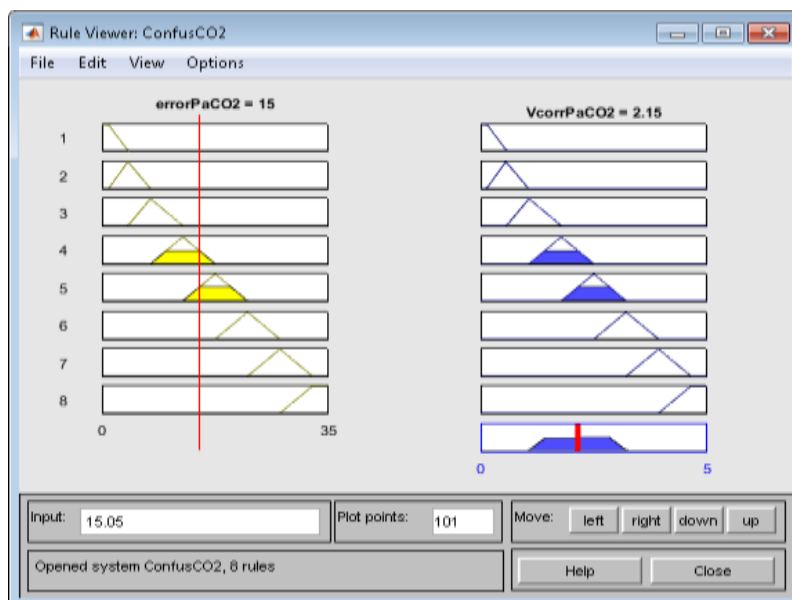 Rule Viewer: ConfusCO2
File Edit View Options
errorPaCO2 = 15
VcorrPaCO2 = 2.15
1
2
3
4
5
6
7
8
0 35
0 5
Input: 15.05
Plot points: 101
Move: left right down up
Opened system ConfusCO2, 8 rules
Help Close